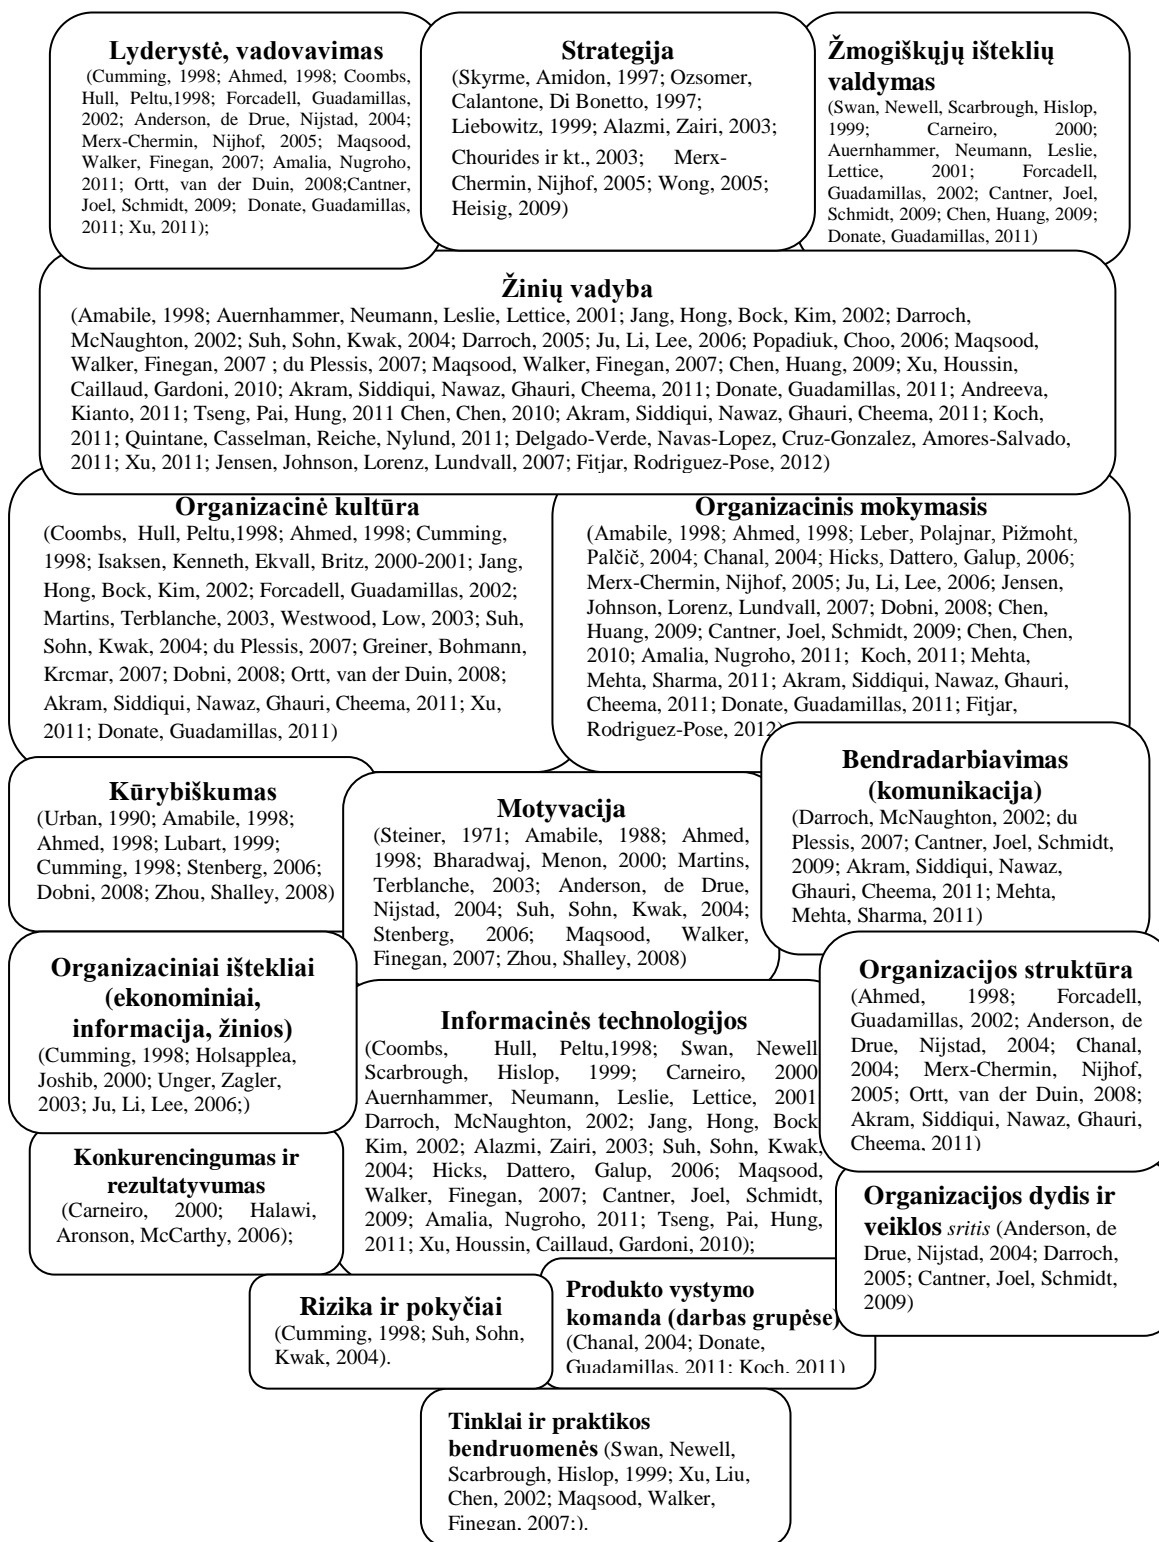 Lyderystė, vadovavimas
(Cumming, 1998; Ahmed, 1998; Coombs,
Hull, Peltu,1998; Forcadell, Guadamillas,
2002; Anderson, de Drue, Nijstad, 2004;
Merx-Chermin, Nijhof, 2005; Maqsood,
Walker, Finegan, 2007; Amalia, Nugroho,
2011; Ortt, van der Duin, 2008;Cantner,
Joel, Schmidt, 2009; Donate, Guadamillas,
2011; Xu, 2011);
Strategija
(Skyrme, Amidon, 1997; Ozsomer,
Calantone, Di Bonetto, 1997;
Liebowitz, 1999; Alazmi, Zairi, 2003;
Chourides ir kt., 2003; Merx-
Chermin, Nijhof, 2005; Wong, 2005;
Heisig, 2009)
Žmogiškųjų išteklių
valdymas
(Swan, Newell, Scarbrough, Hislop,
1999; Carneiro, 2000;
Auernhammer, Neumann, Leslie,
Lettice, 2001; Forcadell,
Guadamillas, 2002; Cantner, Joel,
Schmidt, 2009; Chen, Huang, 2009;
Donate, Guadamillas, 2011)
Žinių vadyba
(Amabile, 1998; Auernhammer, Neumann, Leslie, Lettice, 2001; Jang, Hong, Bock, Kim, 2002; Darroch,
McNaughton, 2002; Suh, Sohn, Kwak, 2004; Darroch, 2005; Ju, Li, Lee, 2006; Popadiuk, Choo, 2006; Maqsood,
Walker, Finegan, 2007 ; du Plessis, 2007; Maqsood, Walker, Finegan, 2007; Chen, Huang, 2009; Xu, Houssin,
Caillaud, Gardoni, 2010; Akram, Siddiqui, Nawaz, Ghauri, Cheema, 2011; Donate, Guadamillas, 2011; Andreeva,
Kianto, 2011; Tseng, Pai, Hung, 2011 Chen, Chen, 2010; Akram, Siddiqui, Nawaz, Ghauri, Cheema, 2011; Koch,
2011; Quintane, Casselman, Reiche, Nylund, 2011; Delgado-Verde, Navas-Lopez, Cruz-Gonzalez, Amores-Salvado,
2011; Xu, 2011; Jensen, Johnson, Lorenz, Lundvall, 2007; Fitjar, Rodriguez-Pose, 2012)
Organizacinė kultūra
(Coombs, Hull, Peltu,1998; Ahmed, 1998; Cumming,
1998; Isaksen, Kenneth, Ekvall, Britz, 2000-2001; Jang,
Hong, Bock, Kim, 2002; Forcadell, Guadamillas, 2002;
Martins, Terblanche, 2003, Westwood, Low, 2003; Suh,
Sohn, Kwak, 2004; du Plessis, 2007; Greiner, Bohmann,
Krcmar, 2007; Dobni, 2008; Ortt, van der Duin, 2008;
Akram, Siddiqui, Nawaz, Ghauri, Cheema, 2011; Xu,
2011; Donate, Guadamillas, 2011)
Organizacinis mokymasis
(Amabile, 1998; Ahmed, 1998; Leber, Polajnar, Pižmoht,
Palčič, 2004; Chanal, 2004; Hicks, Dattero, Galup, 2006;
Merx-Chermin, Nijhof, 2005; Ju, Li, Lee, 2006; Jensen,
Johnson, Lorenz, Lundvall, 2007; Dobni, 2008; Chen,
Huang, 2009; Cantner, Joel, Schmidt, 2009; Chen, Chen,
2010; Amalia, Nugroho, 2011; Koch, 2011; Mehta,
Mehta, Sharma, 2011; Akram, Siddiqui, Nawaz, Ghauri,
Cheema, 2011; Donate, Guadamillas, 2011; Fitjar,
Rodriguez-Pose, 2012)
Bendradarbiavimas
(komunikacija)
(Darroch, McNaughton, 2002; du
Plessis, 2007; Cantner, Joel, Schmidt,
2009; Akram, Siddiqui, Nawaz,
Ghauri, Cheema, 2011; Mehta,
Mehta, Sharma, 2011)
Kūrybiškumas
(Urban, 1990; Amabile, 1998;
Ahmed, 1998; Lubart, 1999;
Cumming, 1998; Stenberg, 2006;
Dobni, 2008; Zhou, Shalley, 2008)
Motyvacija
(Steiner, 1971; Amabile, 1988; Ahmed,
1998; Bharadwaj, Menon, 2000; Martins,
Terblanche, 2003; Anderson, de Drue,
Nijstad, 2004; Suh, Sohn, Kwak, 2004;
Stenberg, 2006; Maqsood, Walker,
Finegan, 2007; Zhou, Shalley, 2008)
Organizaciniai ištekliai
(ekonominiai,
informacija, žinios)
(Cumming, 1998; Holsapplea,
Joshib, 2000; Unger, Zagler,
2003; Ju, Li, Lee, 2006;)
Informacinės technologijos
(Coombs, Hull, Peltu,1998; Swan, Newell
Scarbrough, Hislop, 1999; Carneiro, 2000
Auernhammer, Neumann, Leslie, Lettice, 2001
Darroch, McNaughton, 2002; Jang, Hong, Bock
Kim, 2002; Alazmi, Zairi, 2003; Suh, Sohn, Kwak,
2004; Hicks, Dattero, Galup, 2006; Maqsood,
Walker, Finegan, 2007; Cantner, Joel, Schmidt,
2009; Amalia, Nugroho, 2011; Tseng, Pai, Hung,
2011; Xu, Houssin, Caillaud, Gardoni, 2010);
Organizacijos struktūra
(Ahmed, 1998; Forcadell,
Guadamillas, 2002; Anderson, de
Drue, Nijstad, 2004; Chanal,
2004; Merx-Chermin, Nijhof,
2005; Ortt, van der Duin, 2008;
Akram, Siddiqui, Nawaz, Ghauri,
Cheema, 2011)
Konkurencingumas ir
rezultatyvumas
(Carneiro, 2000; Halawi,
Aronson, McCarthy, 2006);
Organizacijos dydis ir
veiklos sritis (Anderson, de
Drue, Nijstad, 2004; Darroch,
2005; Cantner, Joel, Schmidt,
2009)
Rizika ir pokyčiai
(Cumming, 1998; Suh, Sohn,
Kwak, 2004).
Produkto vystymo
komanda (darbas grupėse)
(Chanal, 2004; Donate,
Guadamillas, 2011; Koch, 2011)
Tinklai ir praktikos
bendruomenės (Swan, Newell,
Scarbrough, Hislop, 1999; Xu, Liu,
Chen, 2002; Maqsood, Walker,
Finegan, 2007;).